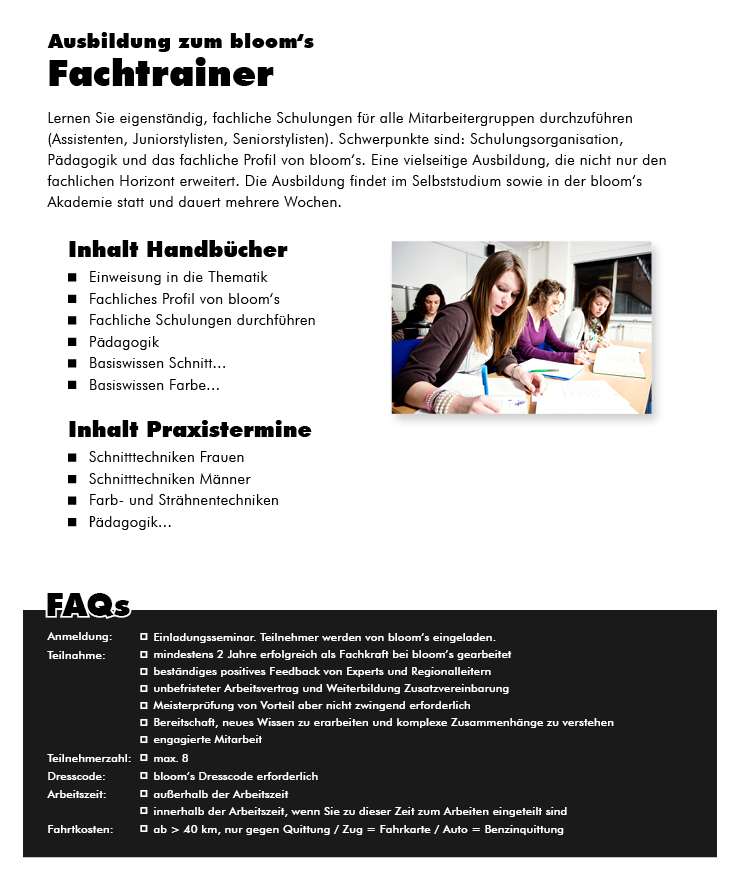 Ausbildung zum bloom‘s
Fachtrainer
Lernen Sie eigenständig, fachliche Schulungen für alle Mitarbeitergruppen durchzuführen
(Assistenten, Juniorstylisten, Seniorstylisten). Schwerpunkte sind: Schulungsorganisation,
Pädagogik und das fachliche Profil von bloom‘s. Eine vielseitige Ausbildung, die nicht nur den
fachlichen Horizont erweitert. Die Ausbildung findet im Selbststudium sowie in der bloom‘s
Akademie statt und dauert mehrere Wochen.
Inhalt Handbücher
■ Einweisung in die Thematik
■ Fachliches Profil von bloom‘s
■ Fachliche Schulungen durchführen
■ Pädagogik
■ Basiswissen Schnitt...
■ Basiswissen Farbe...
Inhalt Praxistermine
■ Schnitttechniken Frauen
■ Schnitttechniken Männer
■ Farb- und Strähnentechniken
■ Pädagogik...
FAQs
Anmeldung: Einladungsseminar. Teilnehmer werden von bloom‘s eingeladen.
Teilnahme: mindestens 2 Jahre erfolgreich als Fachkraft bei bloom‘s gearbeitet
beständiges positives Feedback von Experts und Regionalleitern
unbefristeter Arbeitsvertrag und Weiterbildung Zusatzvereinbarung
Meisterprüfung von Vorteil aber nicht zwingend erforderlich
Bereitschaft, neues Wissen zu erarbeiten und komplexe Zusammenhänge zu verstehen
engagierte Mitarbeit
Teilnehmerzahl: max. 8
Dresscode: bloom‘s Dresscode erforderlich
Arbeitszeit: außerhalb der Arbeitszeit
innerhalb der Arbeitszeit, wenn Sie zu dieser Zeit zum Arbeiten eingeteilt sind
Fahrtkosten: ab > 40 km, nur gegen Quittung / Zug = Fahrkarte / Auto = Benzinquittung